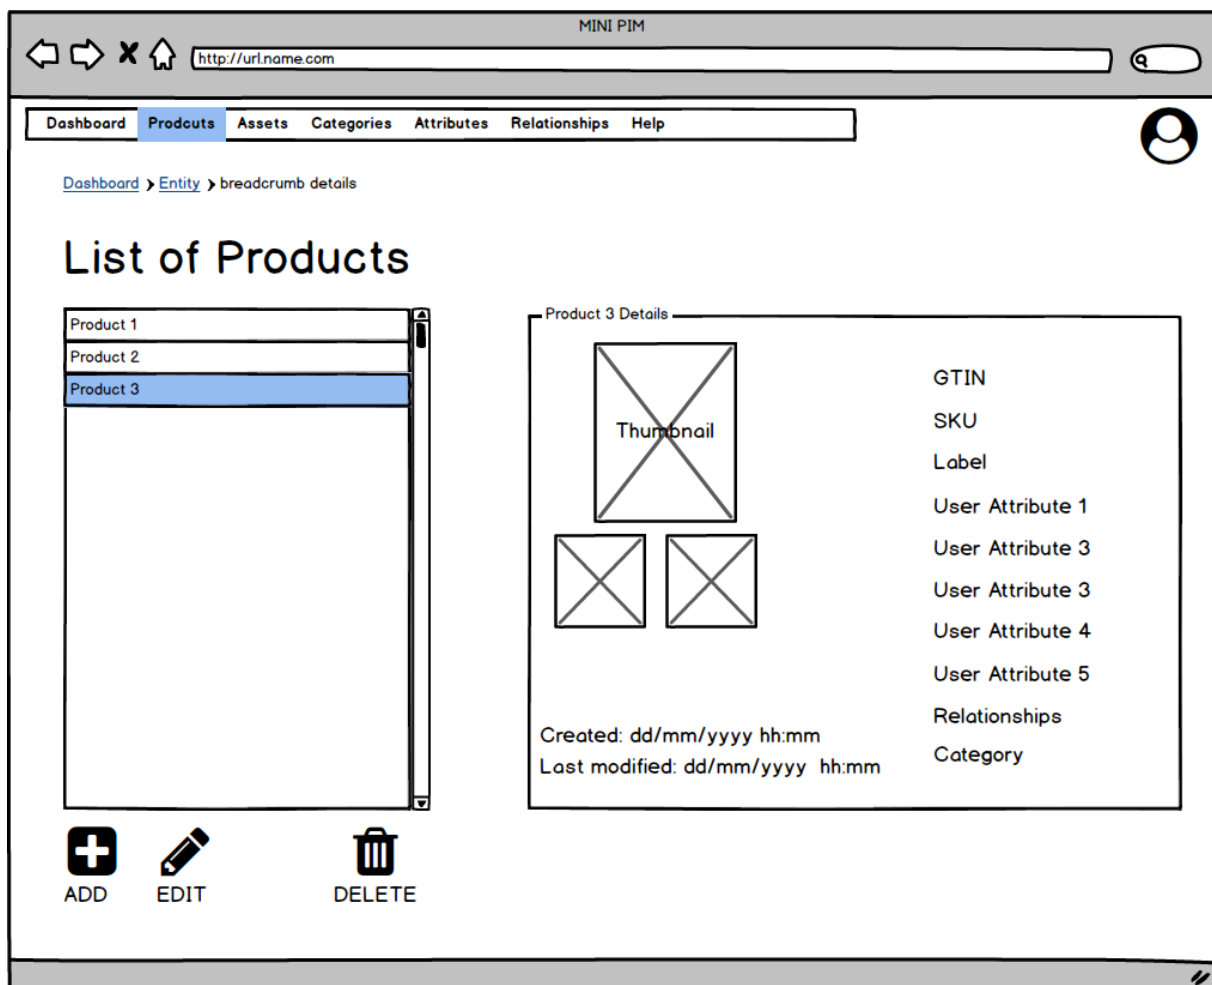 MINI PIM
http://url.name.com
Dashboard Prodcuts Assets Categories Attributes Relationships Help
Dashboard Entity breadcrumb details
List of Products
Product 1
Product 2
Product 3
Product 3 Details
Thumbnail
Created: dd/mm/yyyy hh:mm
Last modified: dd/mm/yyyy hh:mm
GTIN
SKU
Label
User Attribute 1
User Attribute 3
User Attribute 3
User Attribute 4
User Attribute 5
Relationships
Category
ADD EDIT DELETE